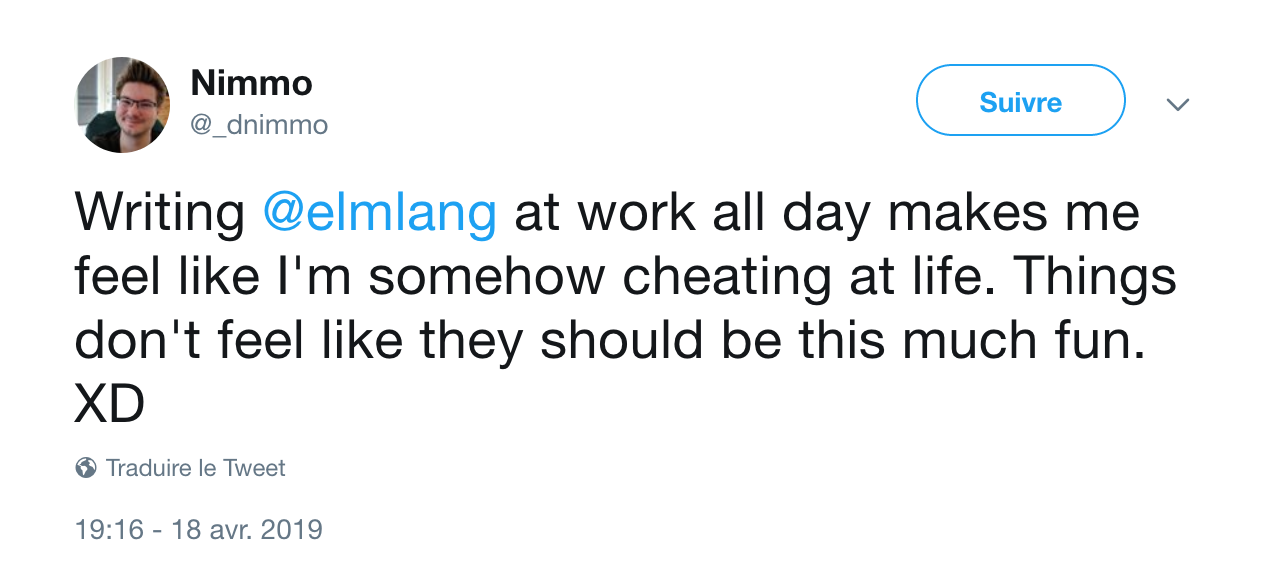 Nimmo
@_dnimmo
Suivre
Writing @elmlang at work all day makes me
feel like I'm somehow cheating at life. Things
don't feel like they should be this much fun.
XD
Traduire le Tweet
19:16 - 18 avr. 2019